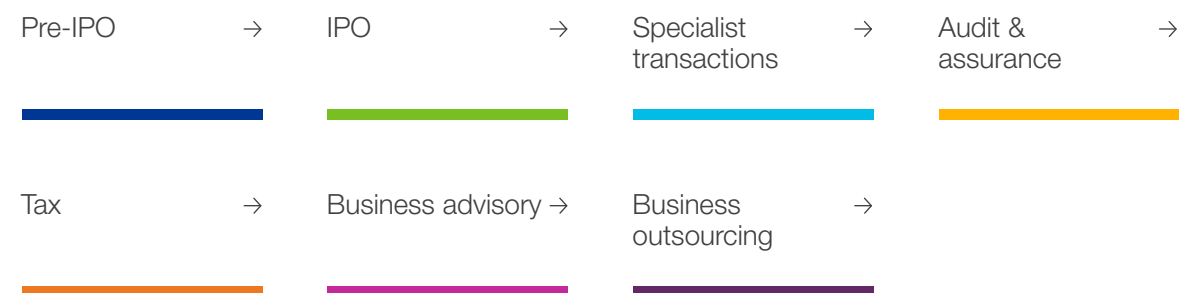 Pre-IPO →
IPO →
Specialist →
transactions
Audit & →
assurance
Tax →
Business advisory →
Business →
outsourcing